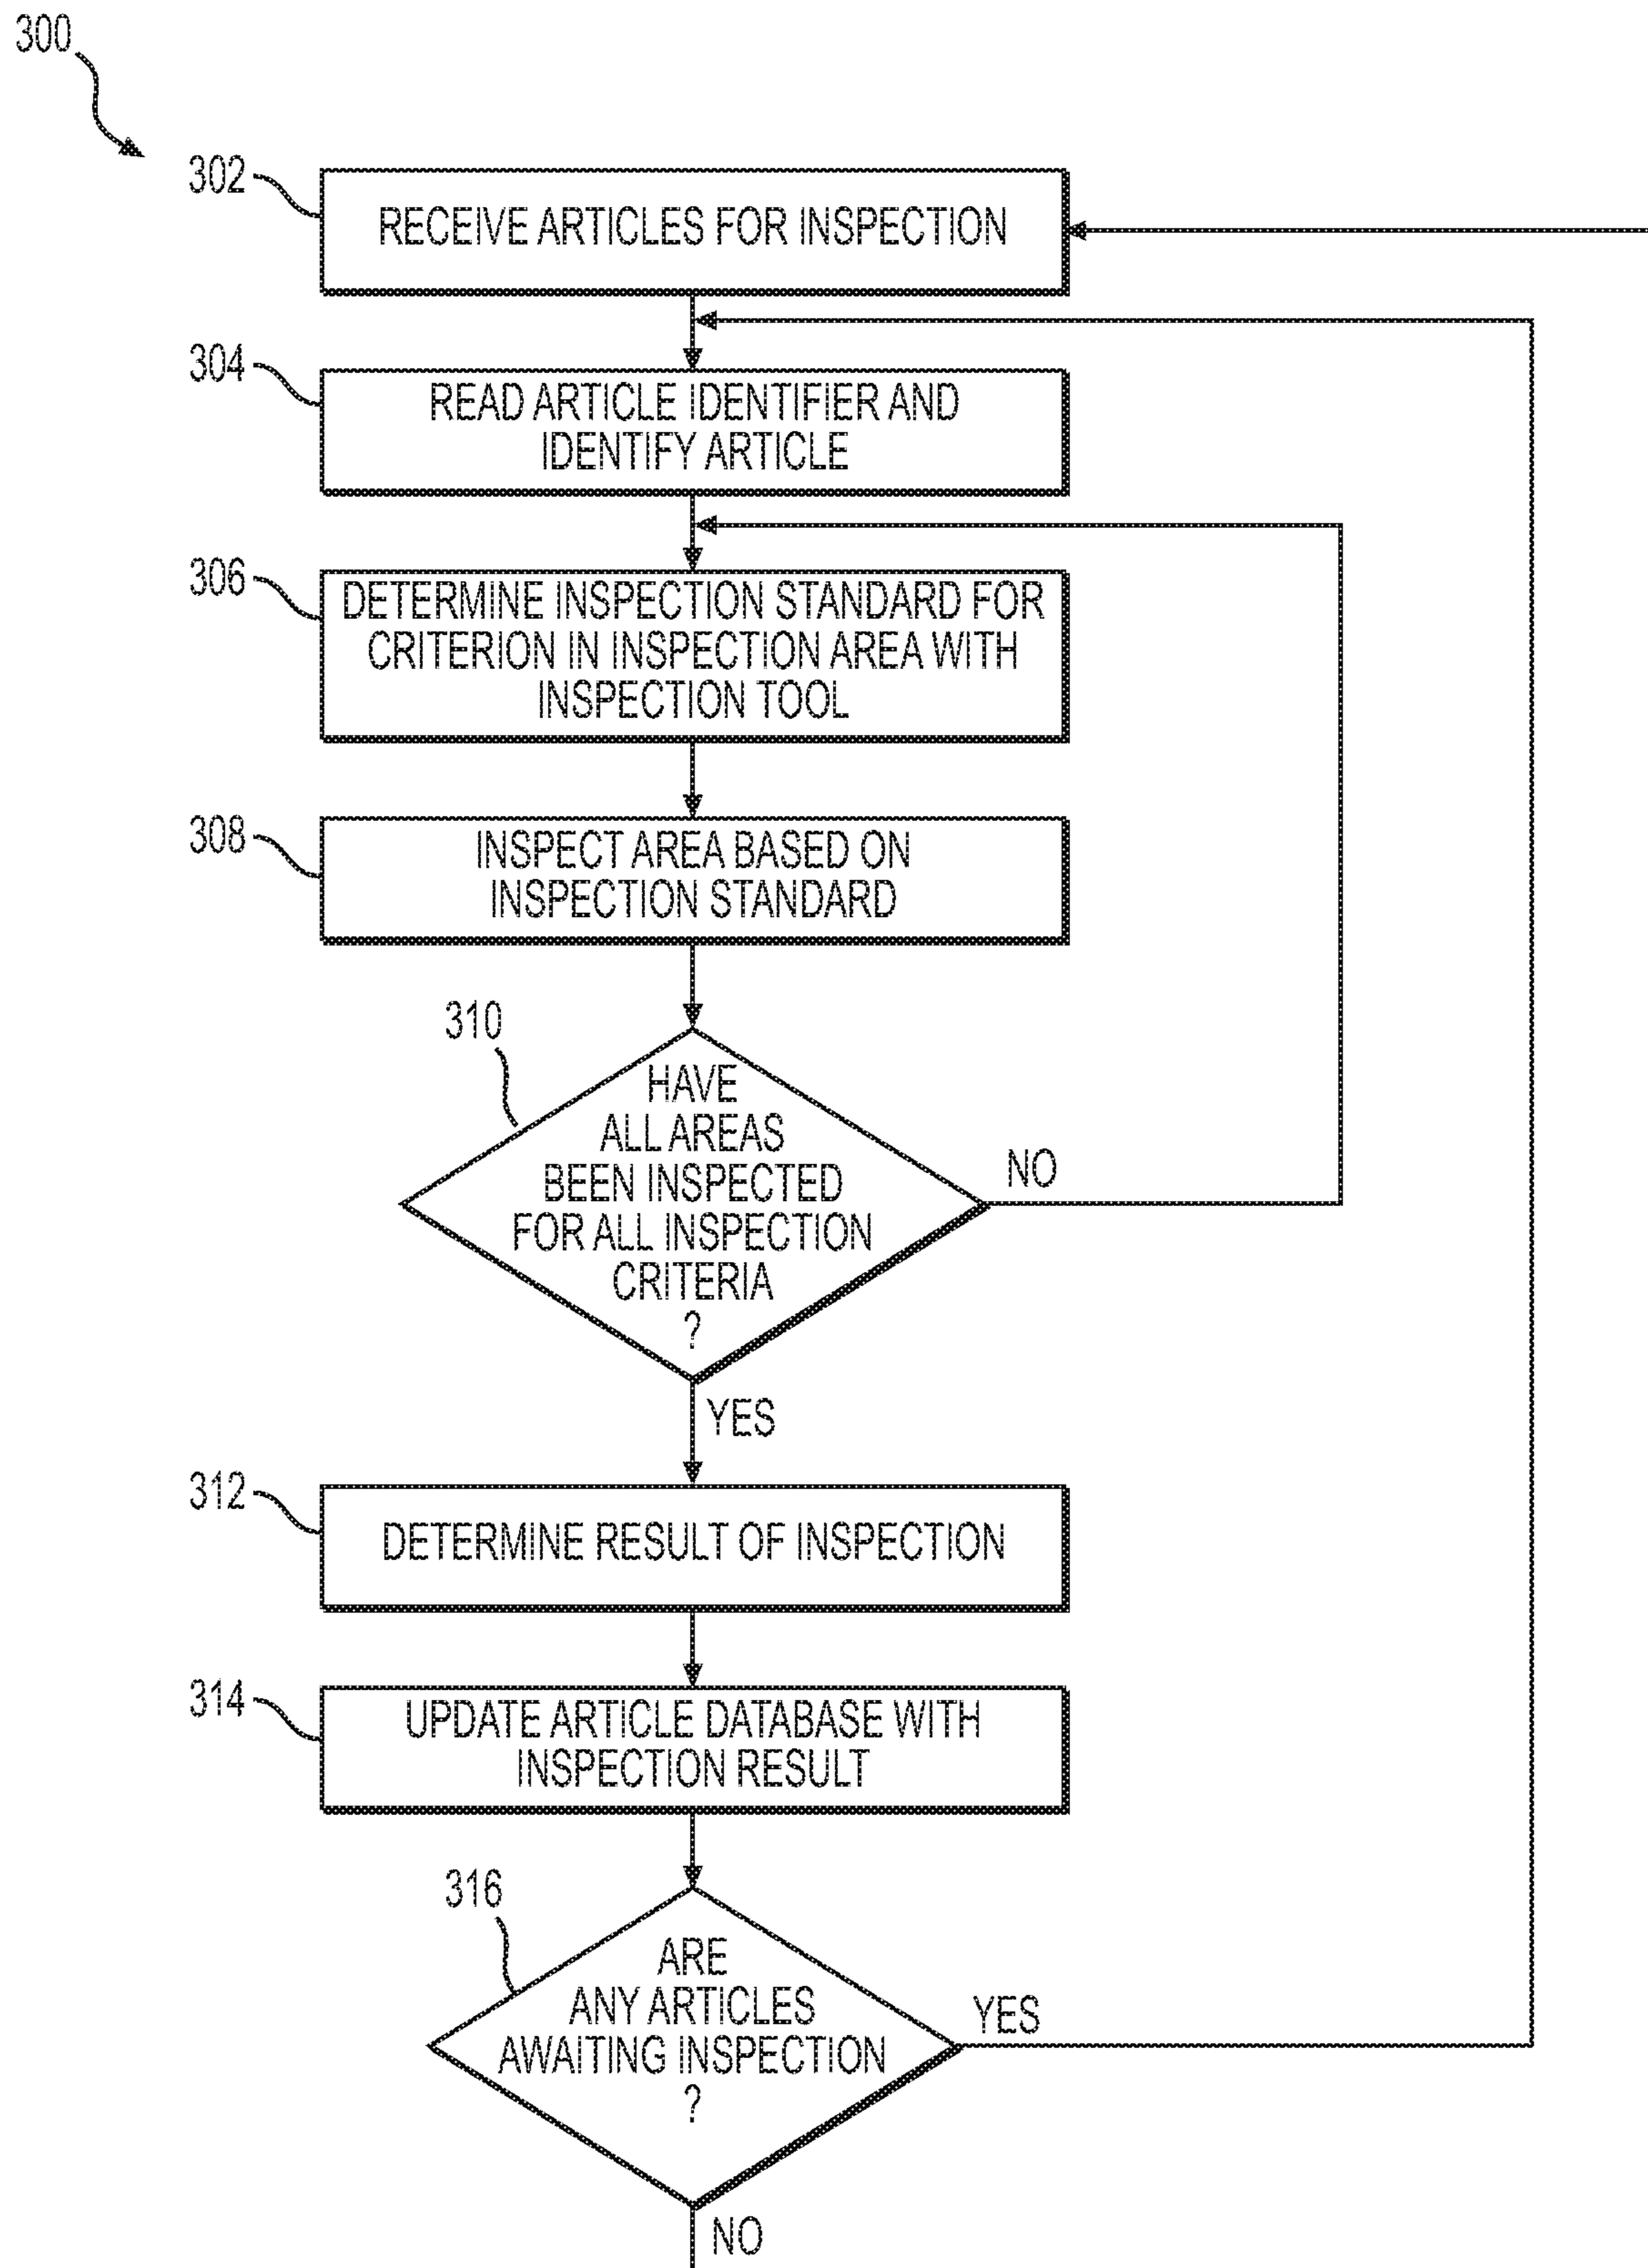 300
302
RECEIVE ARTICLES FOR INSPECTION
304
READ ARTICLE IDENTIFIER AND
IDENTIFY ARTICLE
306
DETERMINE INSPECTION STANDARD FOR
CRITERION IN INSPECTION AREA WITH
INSPECTION TOOL
308
INSPECT AREA BASED ON
INSPECTION STANDARD
310
HAVE
ALL AREAS
BEEN INSPECTED
FOR ALL INSPECTION
CRITERIA
?
NO
YES
312
DETERMINE RESULT OF INSPECTION
314
UPDATE ARTICLE DATABASE WITH
INSPECTION RESULT
316
ARE
ANY ARTICLES
AWAITING INSPECTION
?
YES
NO